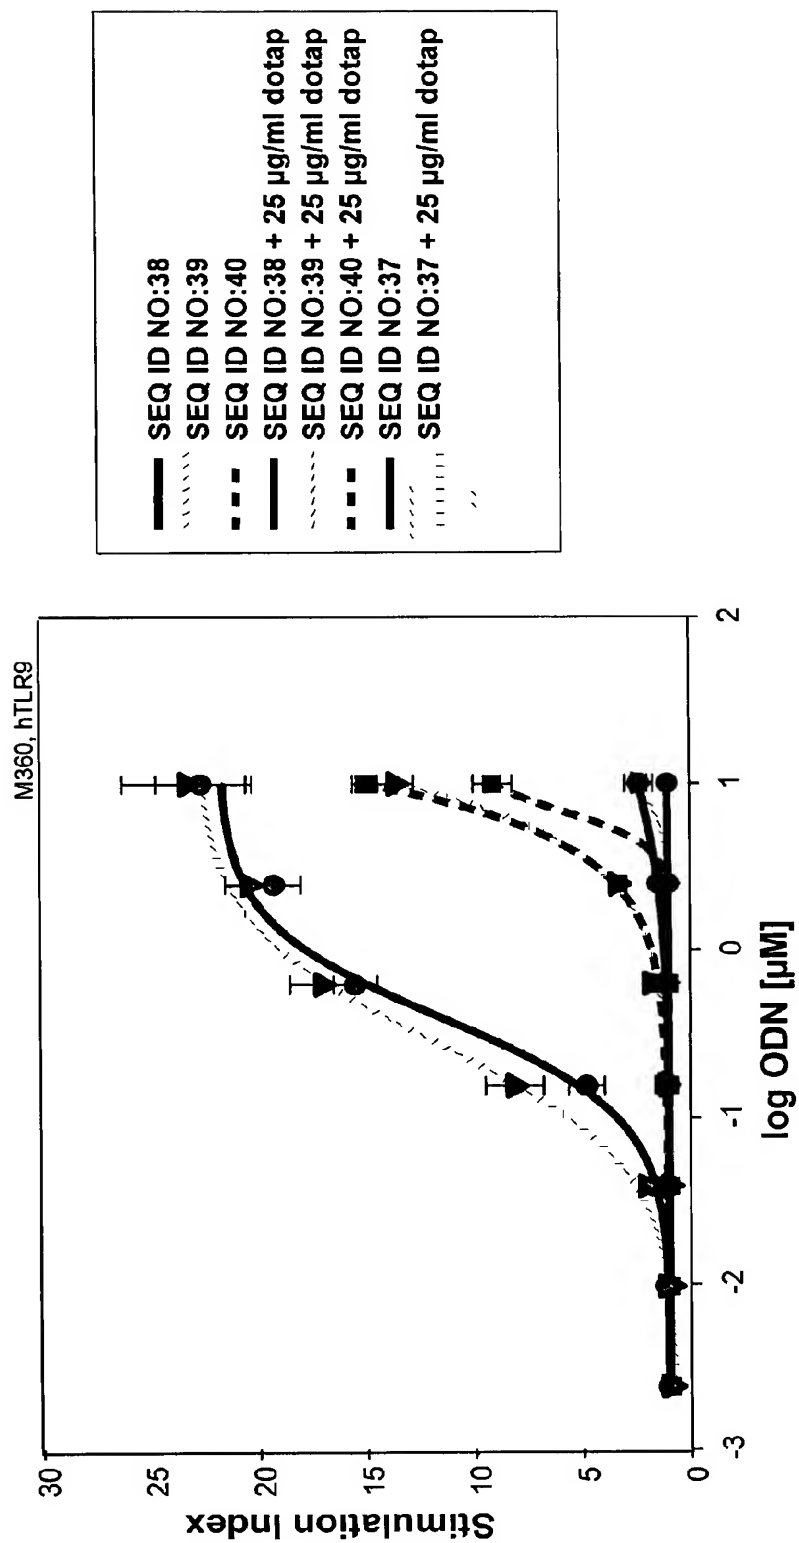 M360, hTLR9
Stimulation Index
30
25
20
15
10
5
0
-3
-2
-1
0
1
2
log ODN [µM]
SEQ ID NO:38
SEQ ID NO:39
SEQ ID NO:40
SEQ ID NO:38 + 25 µg/ml dotap
SEQ ID NO:39 + 25 µg/ml dotap
SEQ ID NO:40 + 25 µg/ml dotap
SEQ ID NO:37
SEQ ID NO:37 + 25 µg/ml dotap